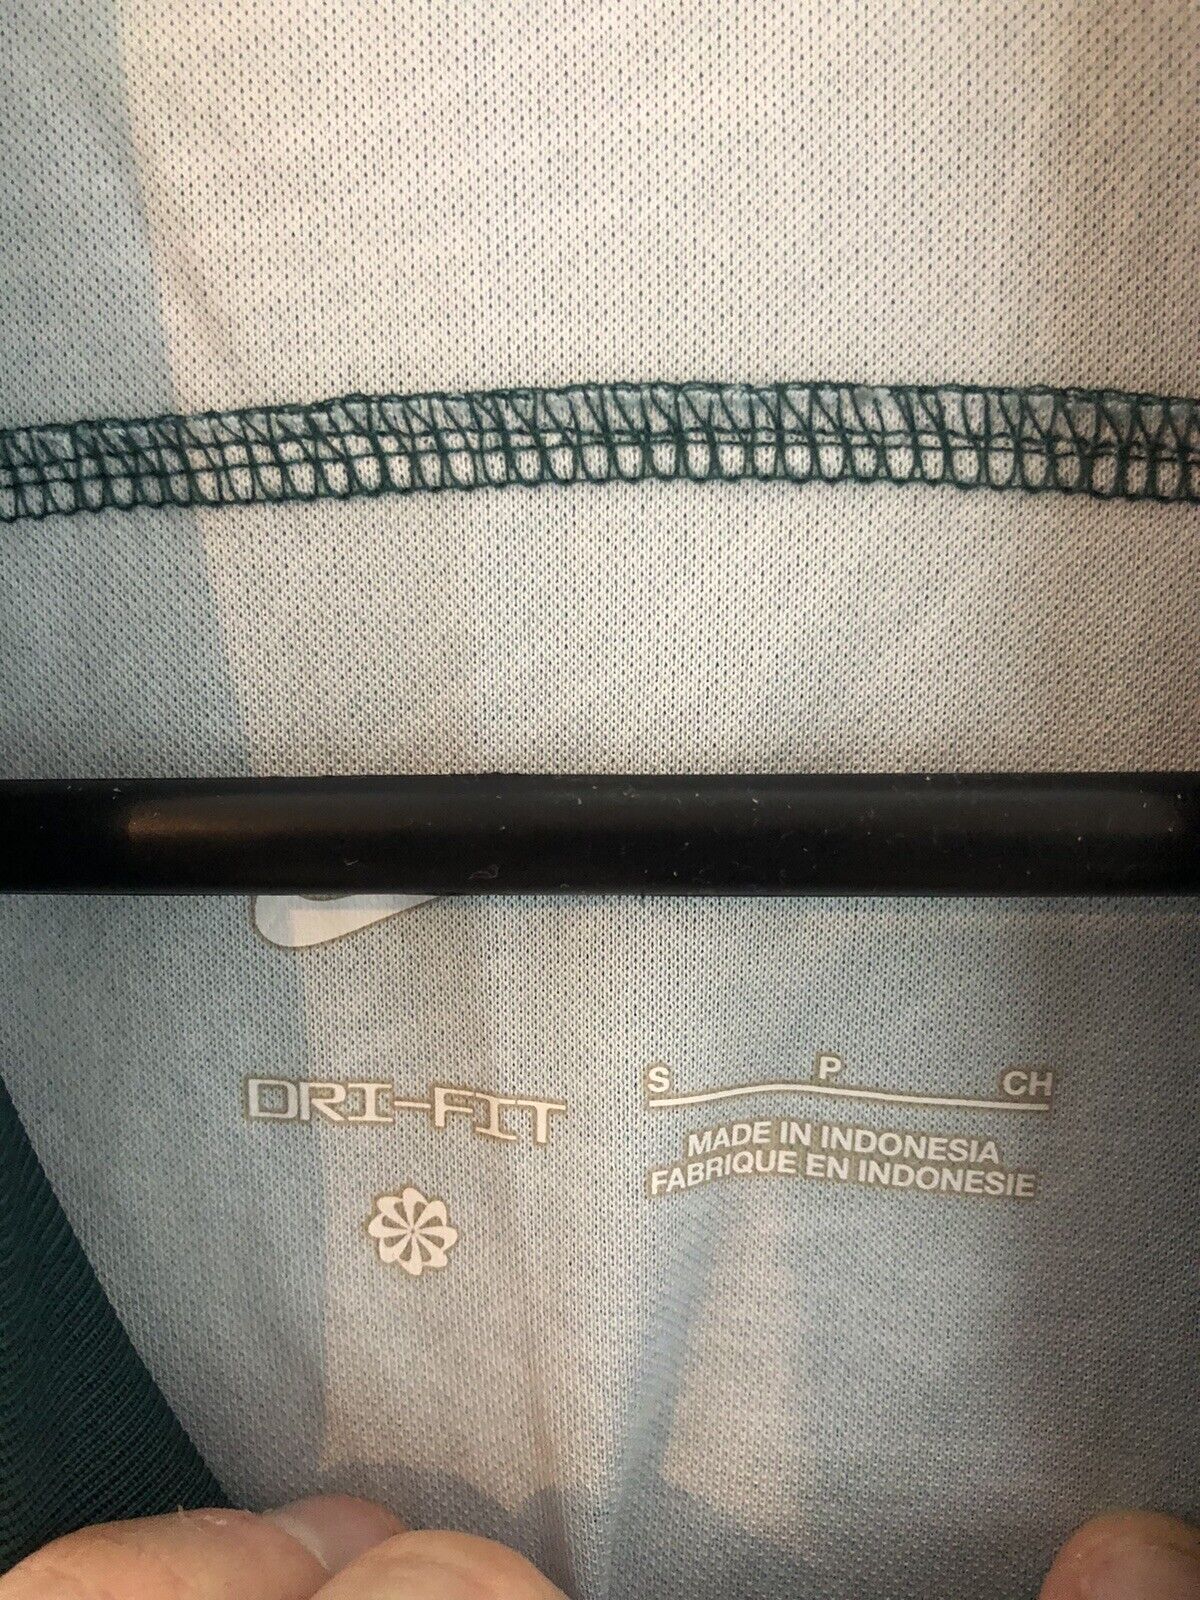 DRI-FIT
S P CH
MADE IN INDONESIA
FABRIQUE EN INDONESIE